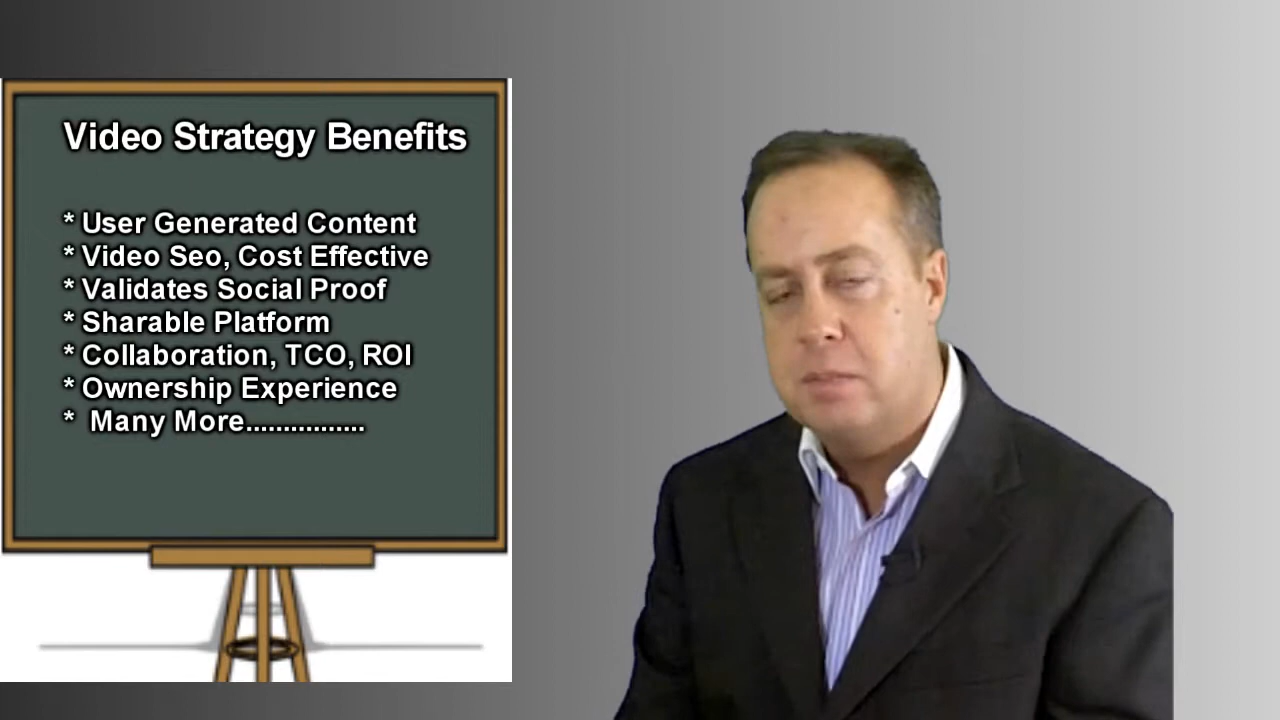 Video Strategy Benefits
* User Generated Content
* Video Seo, Cost Effective
* Validates Social Proof
* Sharable Platform
* Collaboration, TCO, ROI
* Ownership Experience
* Many More................